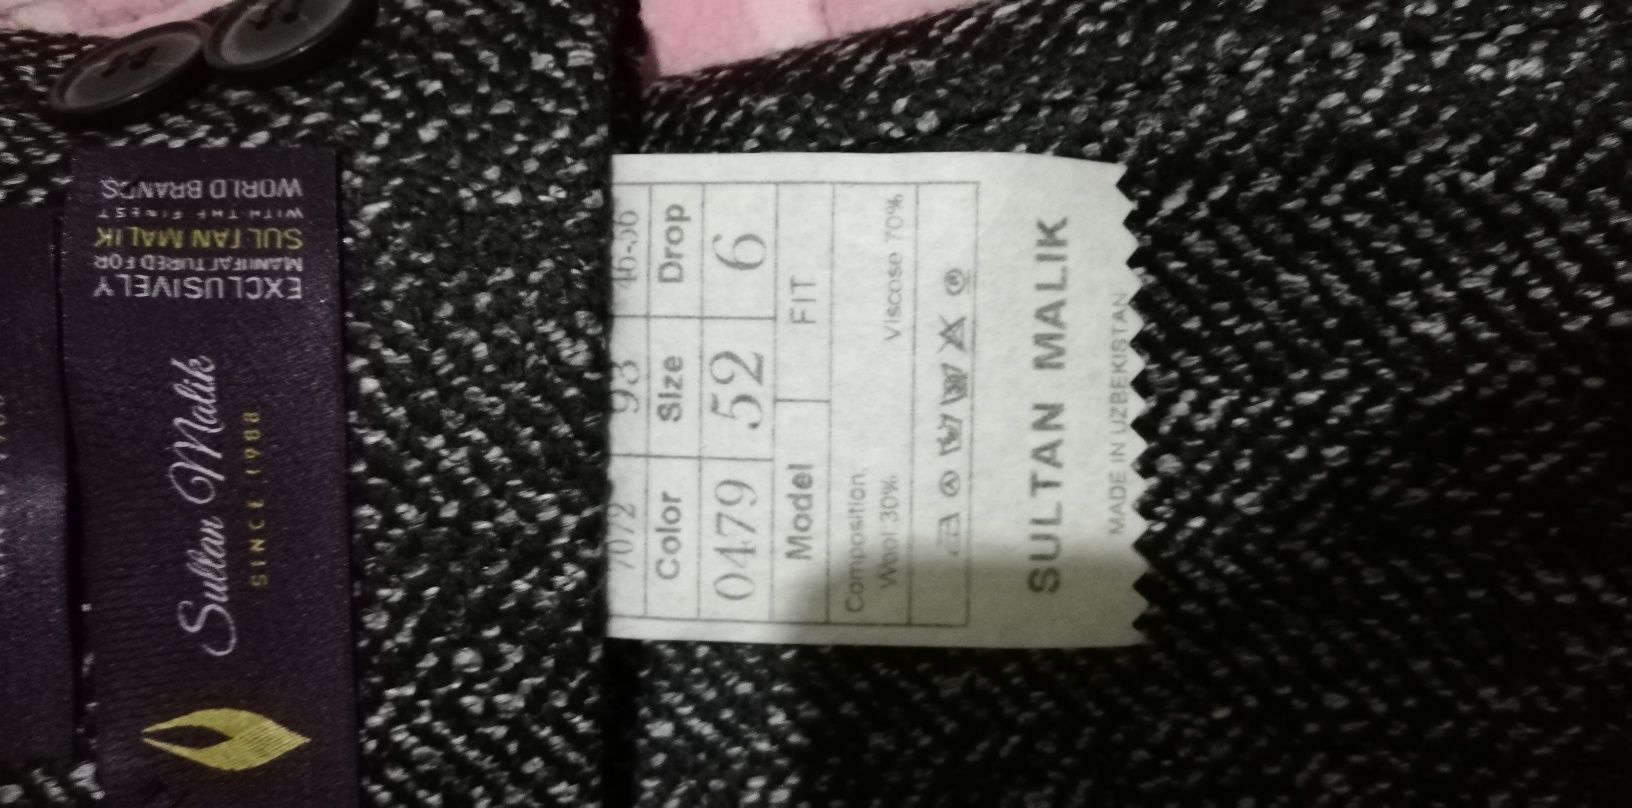 Sultan Malik
SINCE 1988
EXCLUSIVELY
MANUFACTURED FOR
SULTAN MALIK
WITH THE FINEST
WORLD BRANDS
7072 93 46-56
Color Size Drop
0479 52 6
Model FIT
Composition
Wool 30% Viscose 70%
SULTAN MALIK
MADE IN UZBEKISTAN